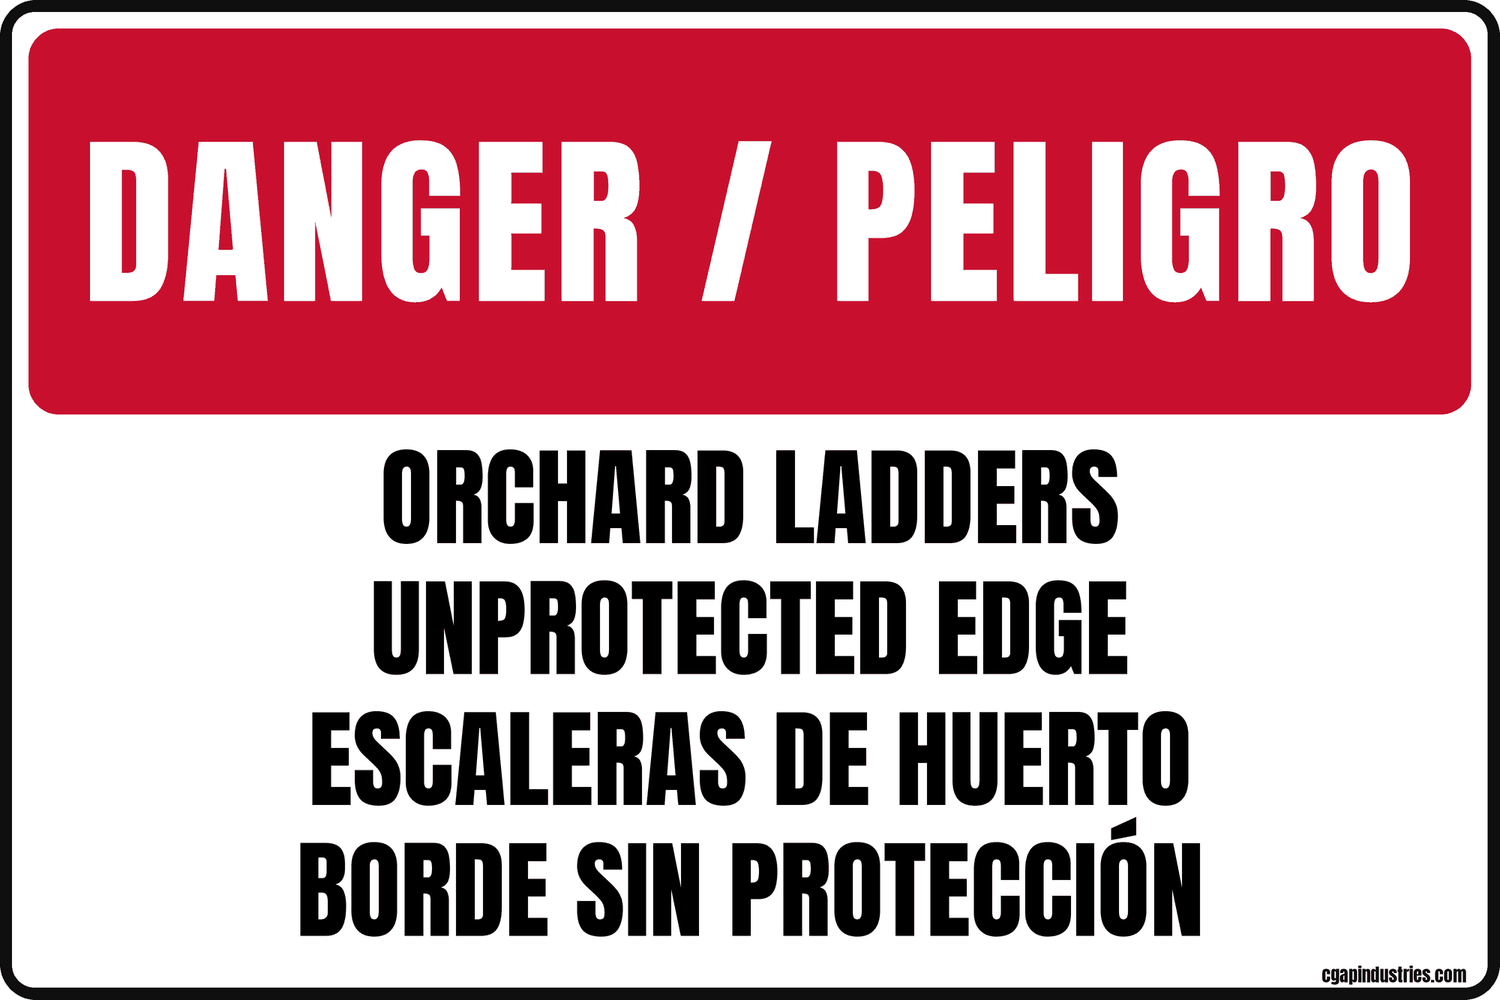 DANGER / PELIGRO
ORCHARD LADDERS
UNPROTECTED EDGE
ESCALERAS DE HUERTO
BORDE SIN PROTECCIÓN
cgapindustries.com